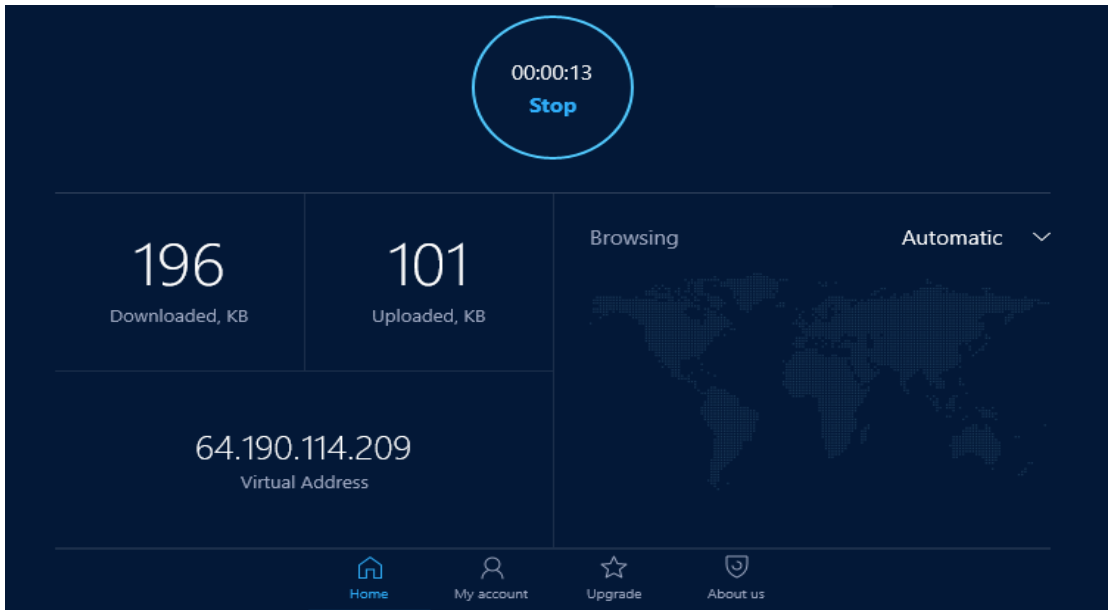 00:00:13
Stop
196
Downloaded, KB
101
Uploaded, KB
Browsing
Automatic
64.190.114.209
Virtual Address
Home
My account
Upgrade
About us